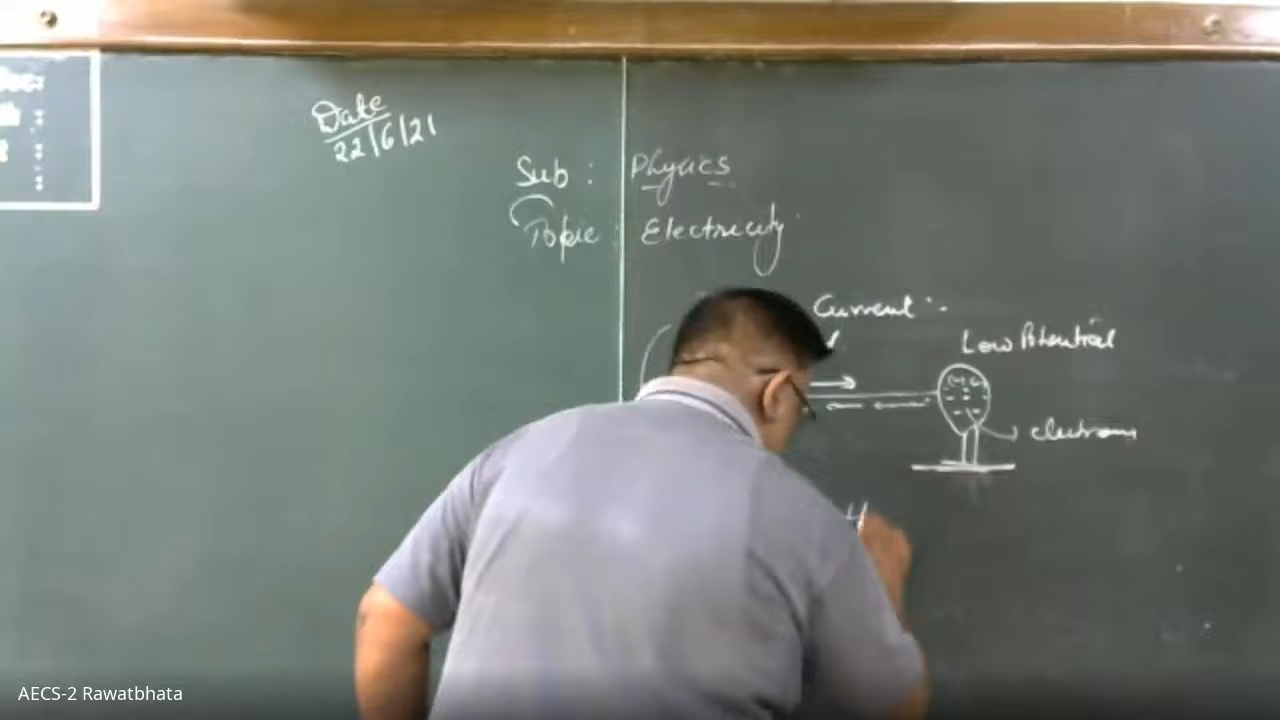 Date
22/6/21
Sub : Physics
Topic : Electricity
Current :-
Low Potential
electrons
AECS-2 Rawatbhata